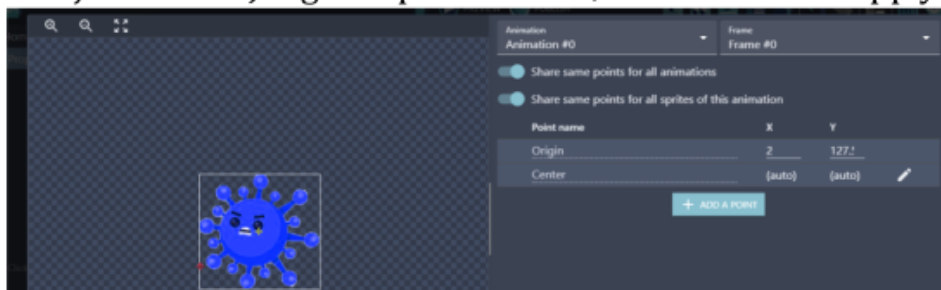 Animation
Frame
Animation #0
Frame #0
Share same points for all animations
Share same points for all sprites of this animation
Point name X Y
Origin 2 127.
Center (auto) (auto)
+ ADD A POINT